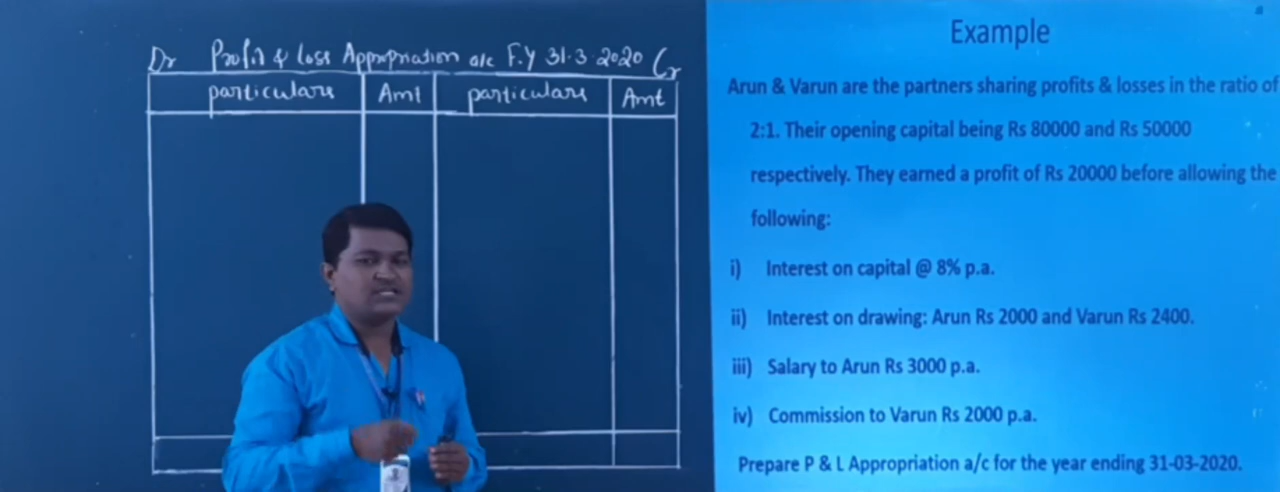 Dr Profit & Loss Appropriation a/c F.Y 31.3.2020 Cr
particulars Amt particulars Amt
Example
Arun & Varun are the partners sharing profits & losses in the ratio of
2:1. Their opening capital being Rs 80000 and Rs 50000
respectively. They earned a profit of Rs 20000 before allowing the
following:
i) Interest on capital @ 8% p.a.
ii) Interest on drawing: Arun Rs 2000 and Varun Rs 2400.
iii) Salary to Arun Rs 3000 p.a.
iv) Commission to Varun Rs 2000 p.a.
Prepare P & L Appropriation a/c for the year ending 31-03-2020.